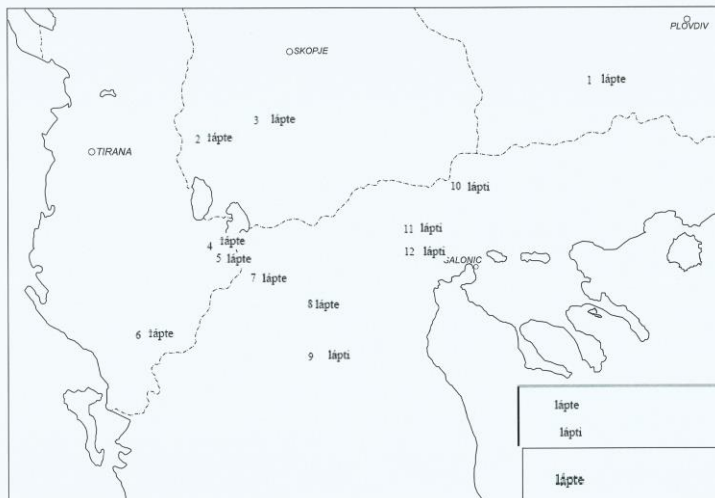 PLOVDIV
SKOPJE
1 lápte
3 lápte
2 lápte
TIRANA
10 lápti
11 lápti
4 lápte
12 lápti
5 lápte
SALONIC
7 lápte
8 lápte
6 lápte
9 lápti
lápte
lápti
lápte